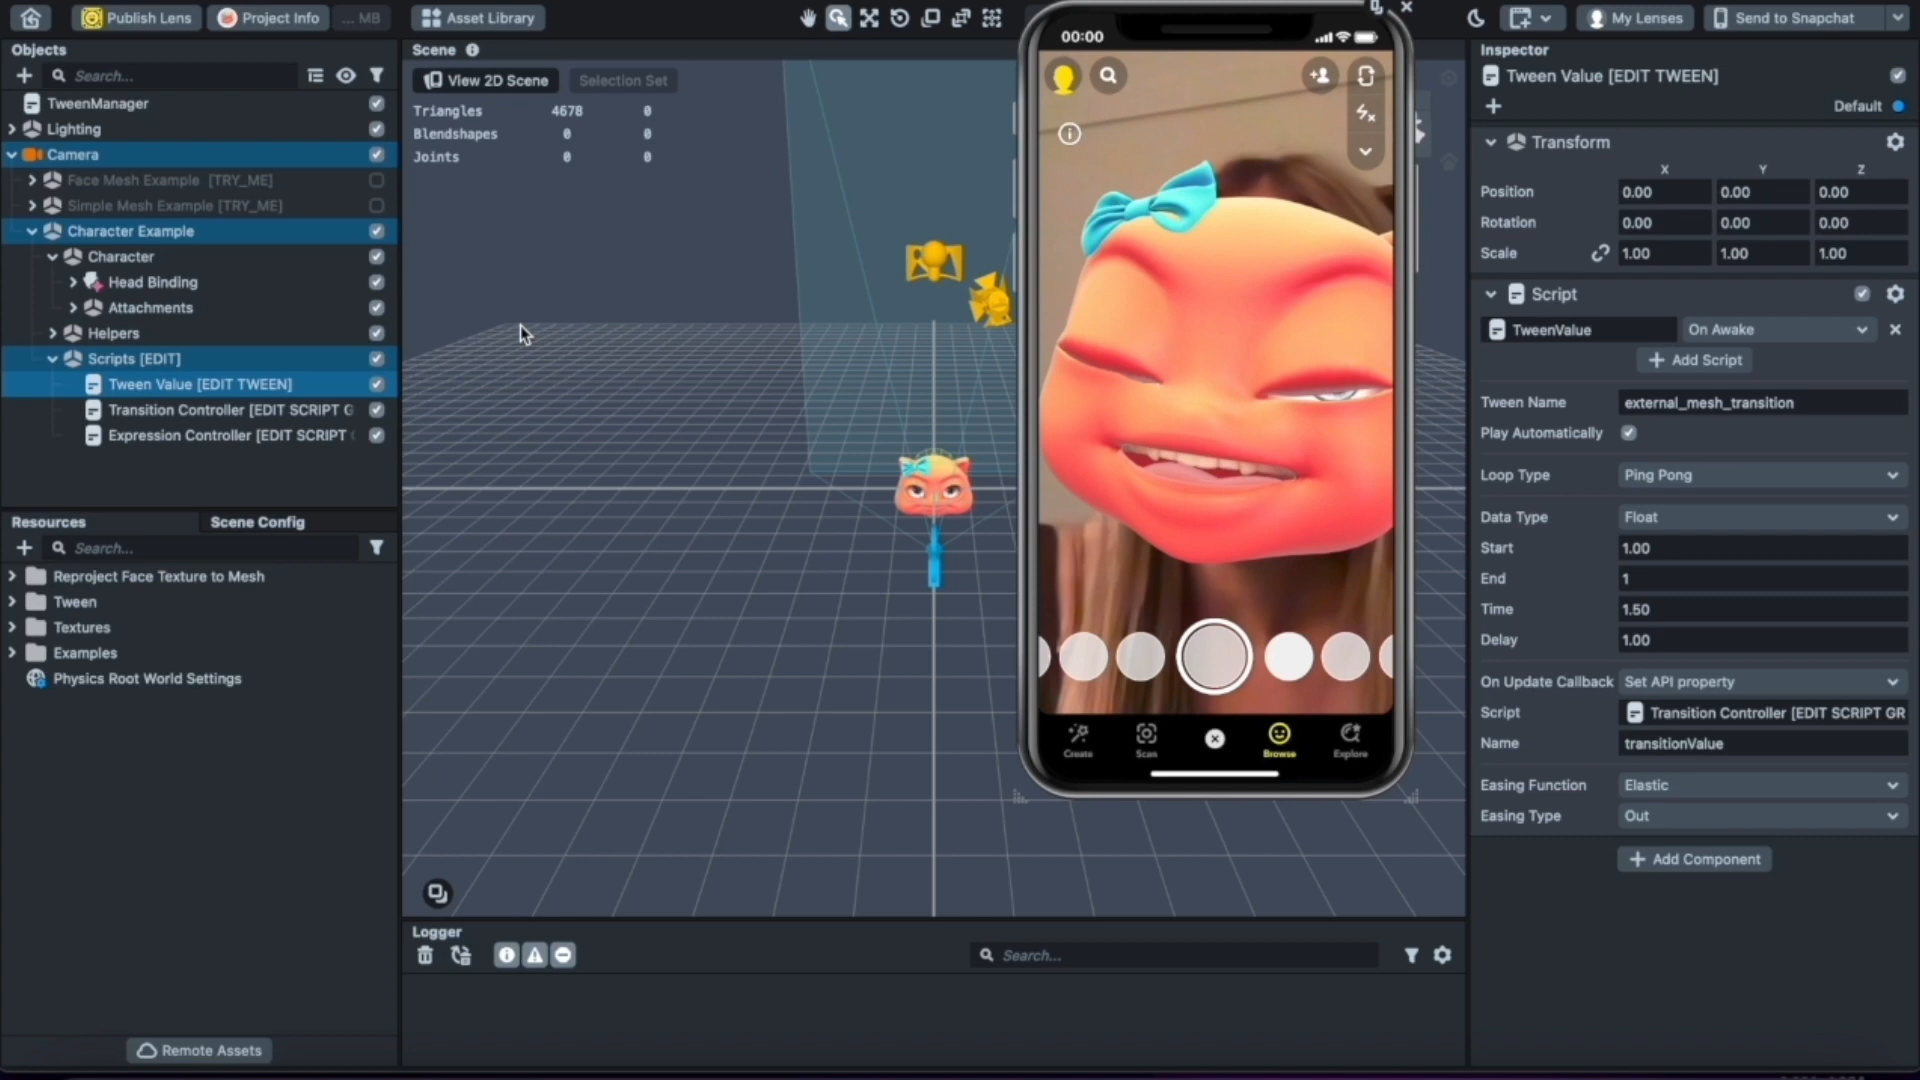 Publish Lens
Project Info
... MB
Asset Library
My Lenses
Send to Snapchat
Objects
Search...
TweenManager
Lighting
Camera
Face Mesh Example [TRY_ME]
Simple Mesh Example [TRY_ME]
Character Example
Character
Head Binding
Attachments
Helpers
Scripts [EDIT]
Tween Value [EDIT TWEEN]
Transition Controller [EDIT SCRIPT G
Expression Controller [EDIT SCRIPT
Resources
Scene Config
Search...
Reproject Face Texture to Mesh
Tween
Textures
Examples
Physics Root World Settings
Remote Assets
Scene
View 2D Scene
Selection Set
Triangles 4678 0
Blendshapes 0 0
Joints 0 0
00:00
Create
Scan
Browse
Explore
Logger
Search...
Inspector
Tween Value [EDIT TWEEN]
Default
Transform
X Y Z
Position 0.00 0.00 0.00
Rotation 0.00 0.00 0.00
Scale 1.00 1.00 1.00
Script
TweenValue On Awake
+ Add Script
Tween Name external_mesh_transition
Play Automatically
Loop Type Ping Pong
Data Type Float
Start 1.00
End 1
Time 1.50
Delay 1.00
On Update Callback Set API property
Script Transition Controller [EDIT SCRIPT GR
Name transitionValue
Easing Function Elastic
Easing Type Out
+ Add Component